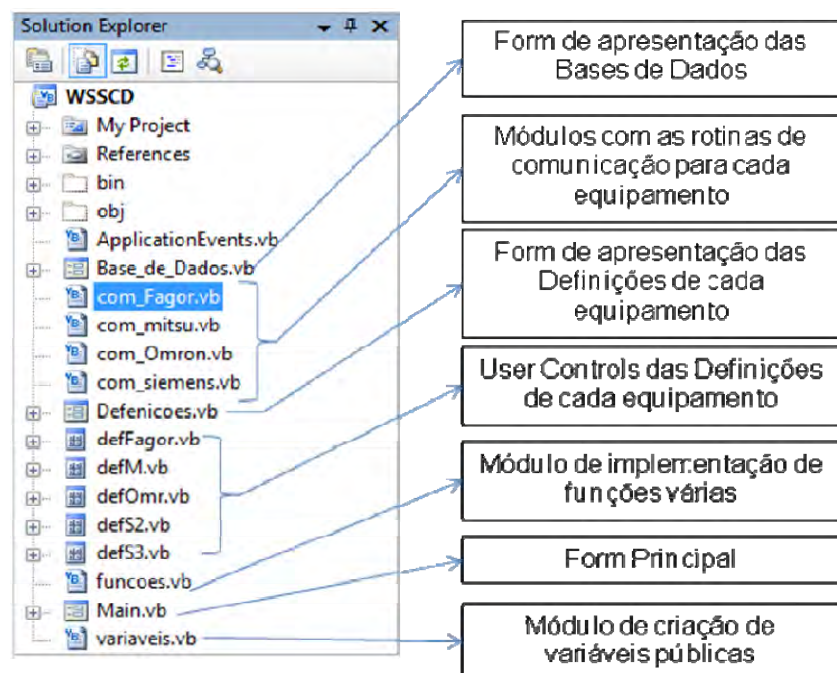 Solution Explorer
WSSCD
My Project
References
bin
obj
ApplicationEvents.vb
Base_de_Dados.vb
com_Fagor.vb
com_mitsu.vb
com_Omron.vb
com_siemens.vb
Defenicoes.vb
defFagor.vb
defM.vb
defOmr.vb
defS2.vb
defS3.vb
funcoes.vb
Main.vb
variaveis.vb
Form de apresentação das
Bases de Dados
Módulos com as rotinas de
comunicação para cada
equipamento
Form de apresentação das
Definições de cada
equipamento
User Controls das Definições
de cada equipamento
Módulo de implementação de
funções várias
Form Principal
Módulo de criação de
variáveis públicas